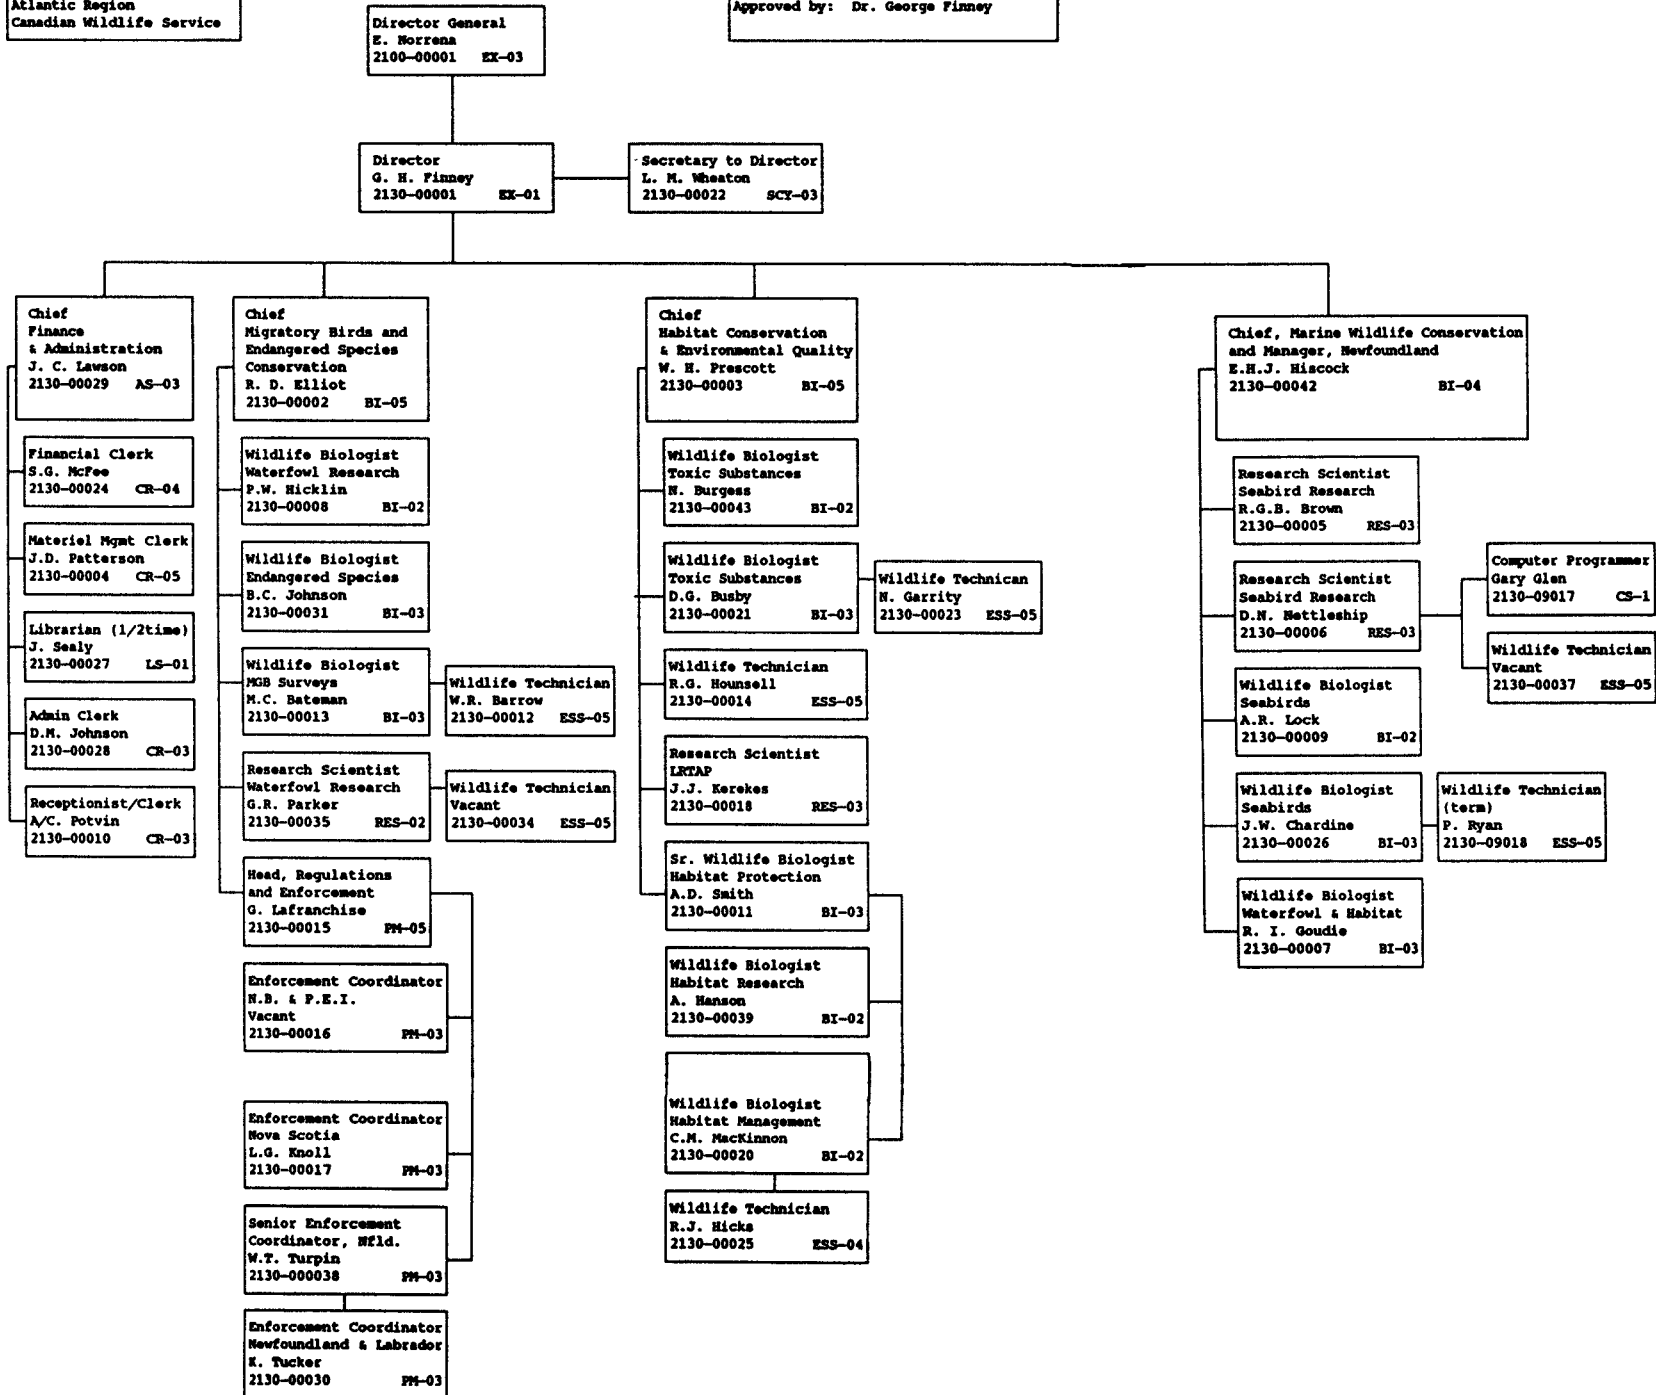 Atlantic Region
Canadian Wildlife Service
Approved by: Dr. George Finney
Director General
E. Norrena
2100-00001 EX-03
Director
G. H. Finney
2130-00001 EX-01
Secretary to Director
L. M. Wheaton
2130-00022 SCY-03
Chief
Finance
& Administration
J. C. Lawson
2130-00029 AS-03
Financial Clerk
S.G. McFee
2130-00024 CR-04
Materiel Mgmt Clerk
J.D. Patterson
2130-00004 CR-05
Librarian (1/2time)
J. Sealy
2130-00027 LS-01
Admin Clerk
D.M. Johnson
2130-00028 CR-03
Receptionist/Clerk
A/C. Potvin
2130-00010 CR-03
Chief
Migratory Birds and
Endangered Species
Conservation
R. D. Elliot
2130-00002 BI-05
Wildlife Biologist
Waterfowl Research
P.W. Hicklin
2130-00008 BI-02
Wildlife Biologist
Endangered Species
B.C. Johnson
2130-00031 BI-03
Wildlife Biologist
MGB Surveys
M.C. Bateman
2130-00013 BI-03
Wildlife Technician
W.R. Barrow
2130-00012 ESS-05
Research Scientist
Waterfowl Research
G.R. Parker
2130-00035 RES-02
Wildlife Technician
Vacant
2130-00034 ESS-05
Head, Regulations
and Enforcement
G. Lafranchise
2130-00015 PM-05
Enforcement Coordinator
N.B. & P.E.I.
Vacant
2130-00016 PM-03
Enforcement Coordinator
Nova Scotia
L.G. Knoll
2130-00017 PM-03
Senior Enforcement
Coordinator, Nfld.
W.T. Turpin
2130-000038 PM-03
Enforcement Coordinator
Newfoundland & Labrador
K. Tucker
2130-00030 PM-03
Chief
Habitat Conservation
& Environmental Quality
W. H. Prescott
2130-00003 BI-05
Wildlife Biologist
Toxic Substances
N. Burgess
2130-00043 BI-02
Wildlife Biologist
Toxic Substances
D.G. Busby
2130-00021 BI-03
Wildlife Technican
N. Garrity
2130-00023 ESS-05
Wildlife Technician
R.G. Hounsell
2130-00014 ESS-05
Research Scientist
LRTAP
J.J. Kerekes
2130-00018 RES-03
Sr. Wildlife Biologist
Habitat Protection
A.D. Smith
2130-00011 BI-03
Wildlife Biologist
Habitat Research
A. Hanson
2130-00039 BI-02
Wildlife Biologist
Habitat Management
C.M. MacKinnon
2130-00020 BI-02
Wildlife Technician
R.J. Hicks
2130-00025 ESS-04
Chief, Marine Wildlife Conservation
and Manager, Newfoundland
E.H.J. Hiscock
2130-00042 BI-04
Research Scientist
Seabird Research
R.G.B. Brown
2130-00005 RES-03
Research Scientist
Seabird Research
D.N. Nettleship
2130-00006 RES-03
Computer Programmer
Gary Glen
2130-09017 CS-1
Wildlife Technician
Vacant
2130-00037 ESS-05
Wildlife Biologist
Seabirds
A.R. Lock
2130-00009 BI-02
Wildlife Biologist
Seabirds
J.W. Chardine
2130-00026 BI-03
Wildlife Technician
(term)
P. Ryan
2130-09018 ESS-05
Wildlife Biologist
Waterfowl & Habitat
R. I. Goudie
2130-00007 BI-03